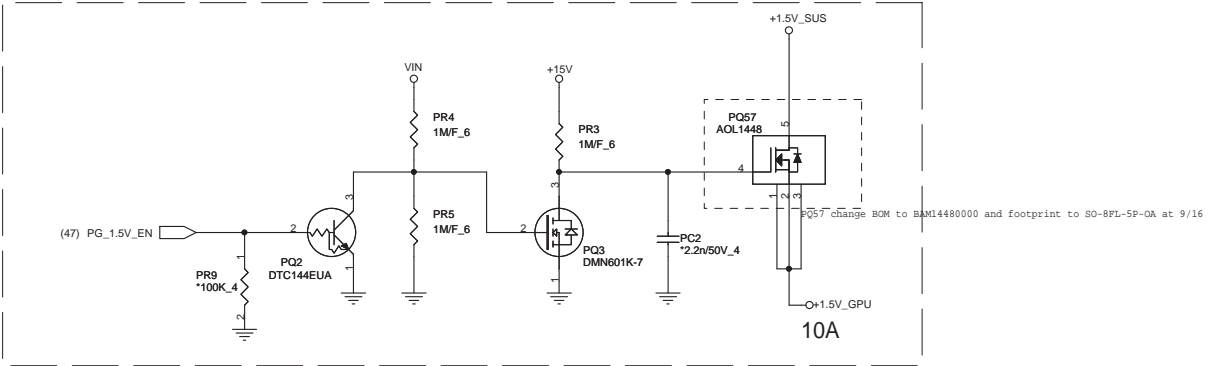 +1.5V_SUS
VIN
+15V
PQ57
AOL1448
5
PR4
1M/F_6
PR3
1M/F_6
4
3
3
1
2
3
PQ57 change BOM to BAM14480000 and footprint to SO-8FL-5P-OA at 9/16
(47) PG_1.5V_EN
2
PR5
1M/F_6
2
PC2
*2.2n/50V_4
PQ3
DMN601K-7
PQ2
DTC144EUA
1
1
1
PR9
*100K_4
2
+1.5V_GPU
10A